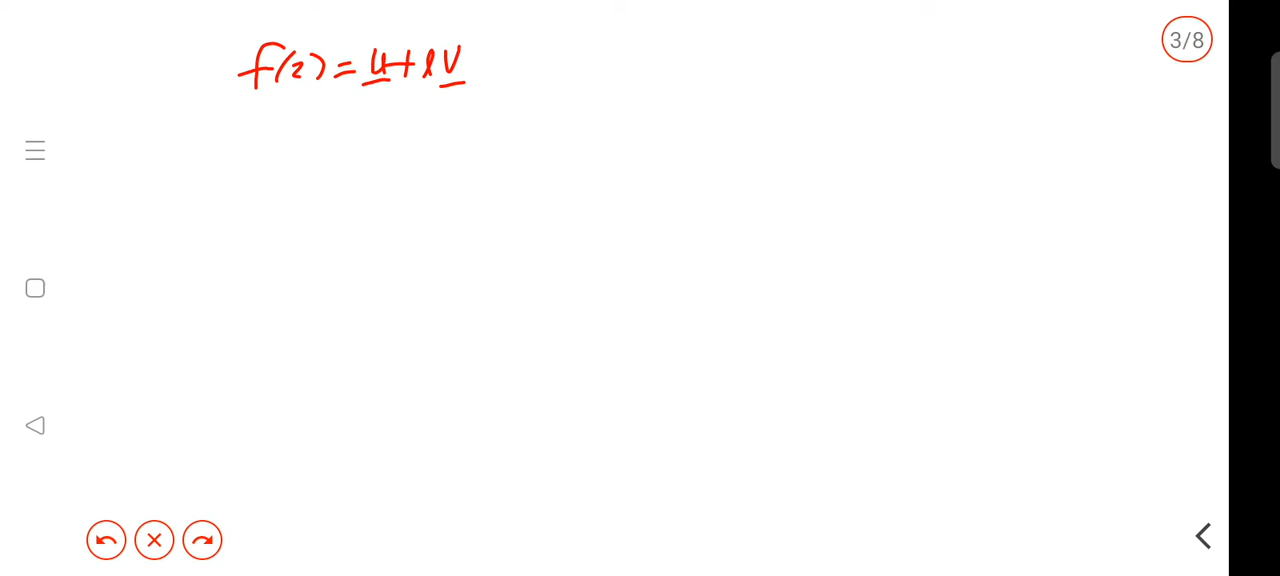 f(z) = u + iv
3/8